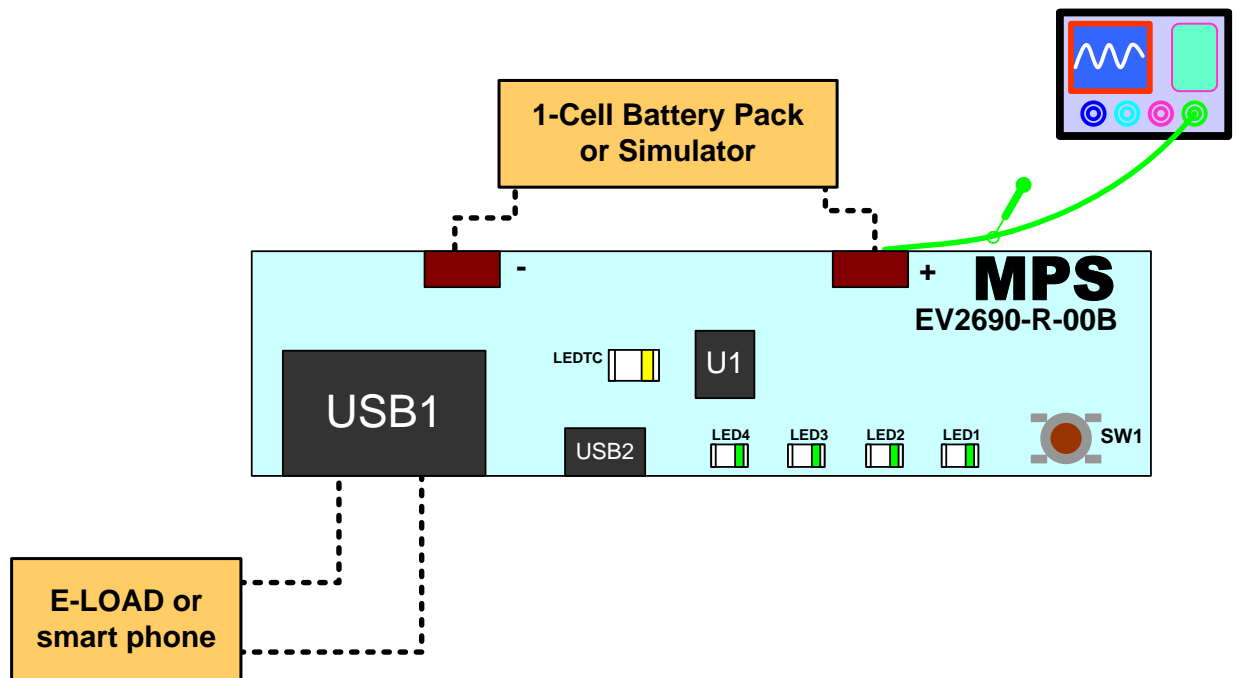 1-Cell Battery Pack
or Simulator
-
+
MPS
EV2690-R-00B
LEDTC
U1
USB1
USB2
LED4
LED3
LED2
LED1
SW1
E-LOAD or
smart phone